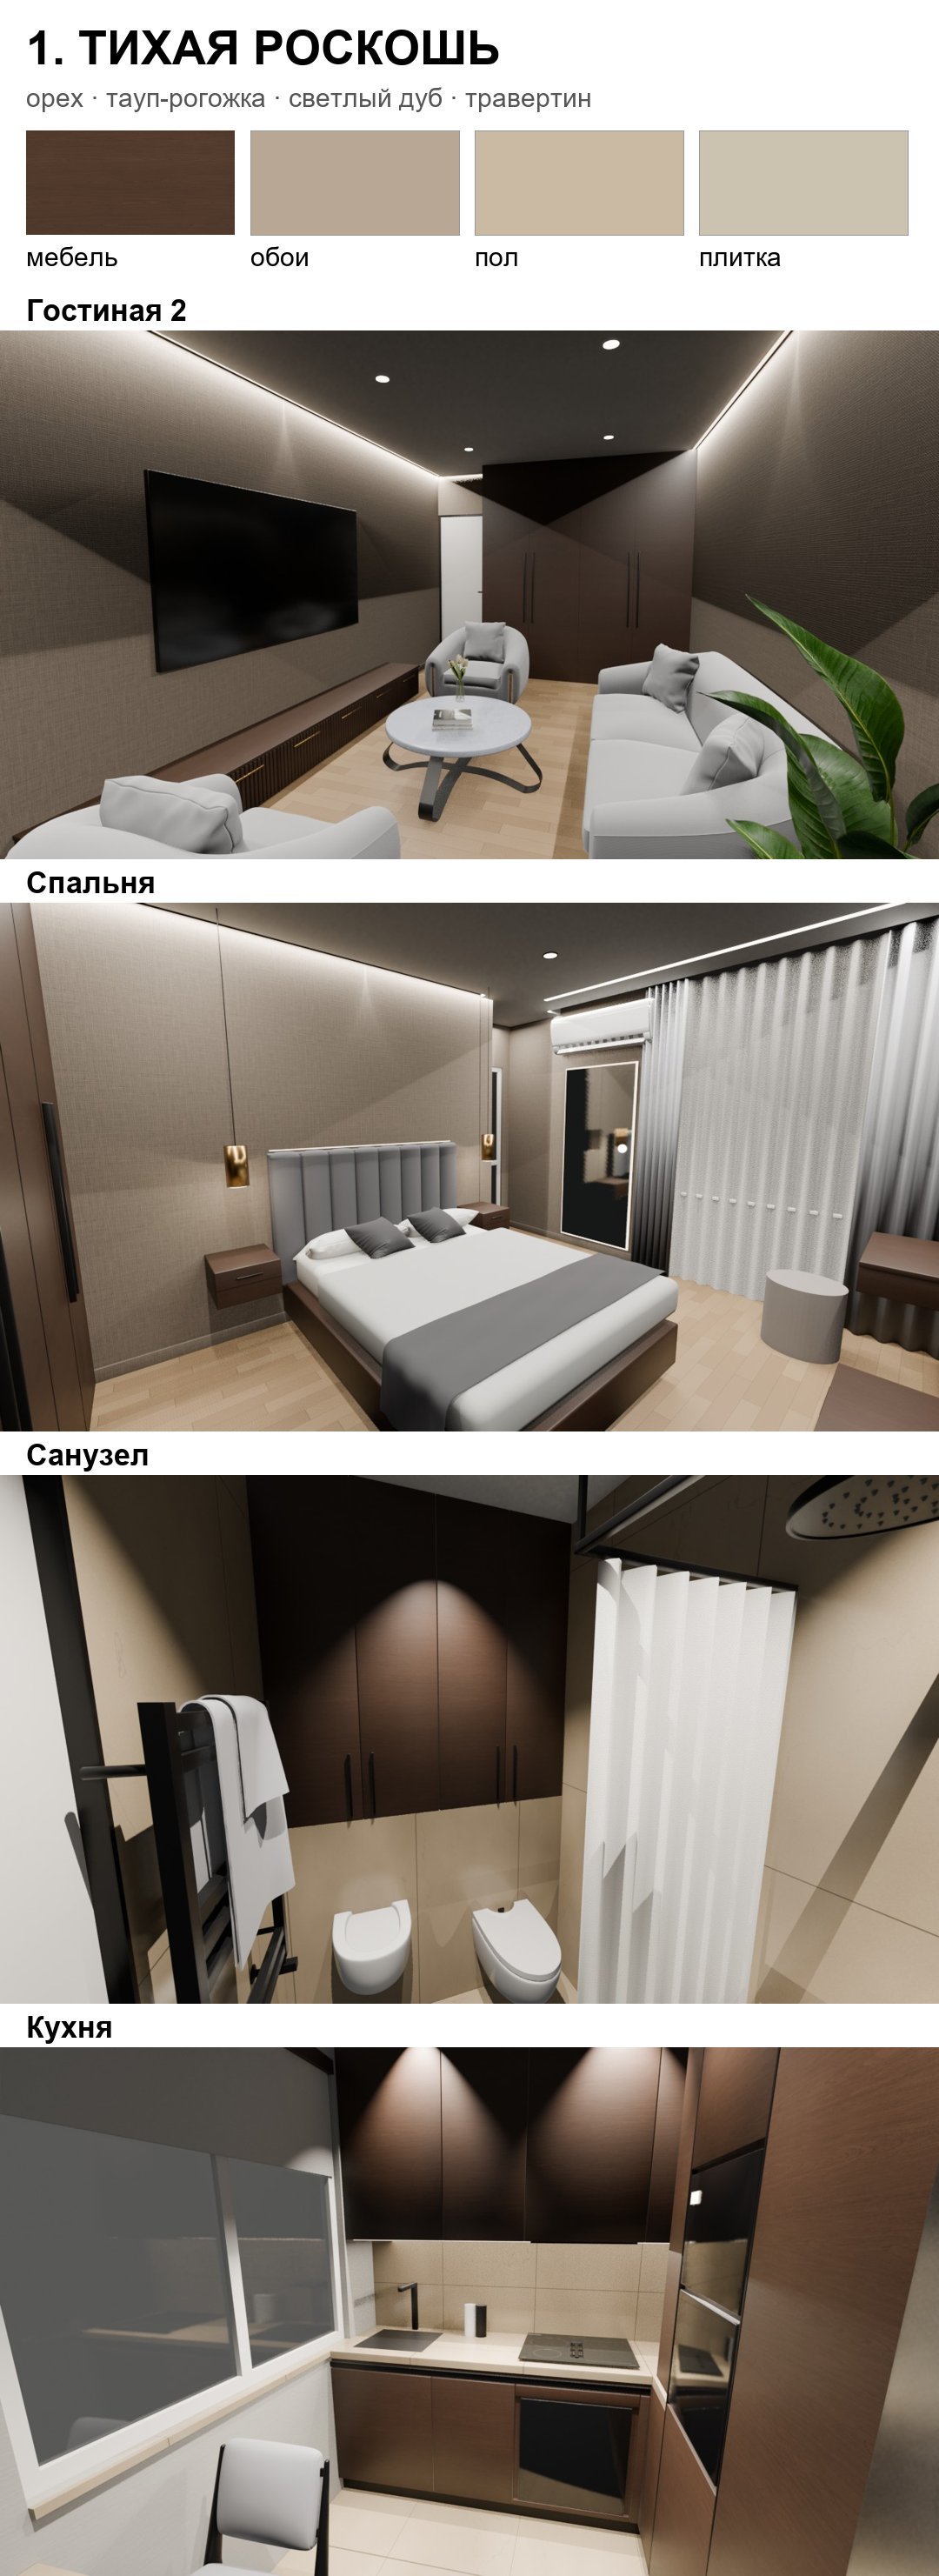 1. ТИХАЯ РОСКОШЬ
орех · тауп-рогожка · светлый дуб · травертин
мебель обои пол плитка
Гостиная 2
Спальня
Санузел
Кухня